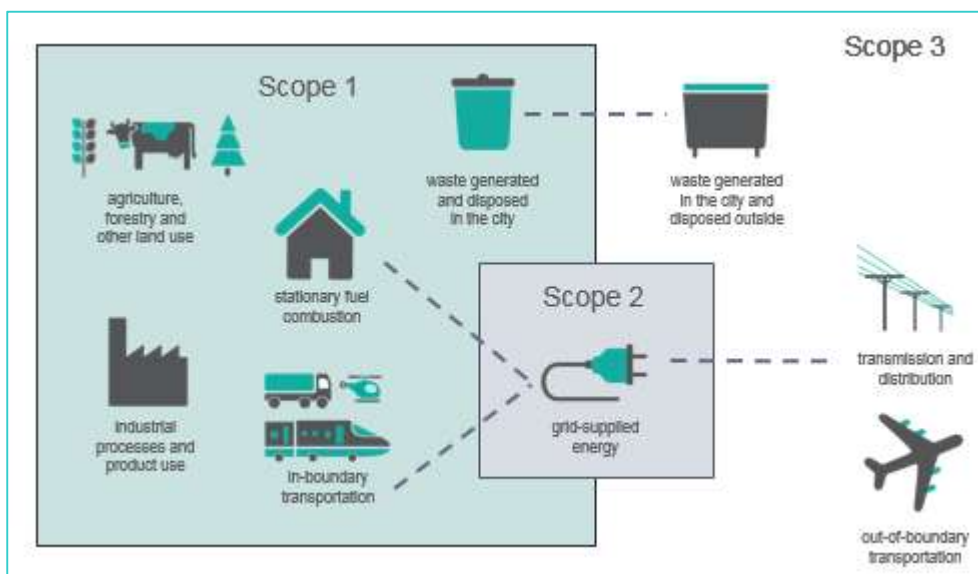 Scope 3
Scope 1
agriculture,
forestry and
other land use
waste generated
and disposed
in the city
waste generated
in the city and
disposed outside
stationary fuel
combustion
Scope 2
grid-supplied
energy
transmission and
distribution
industrial
processes and
product use
in-boundary
transportation
out-of-boundary
transportation